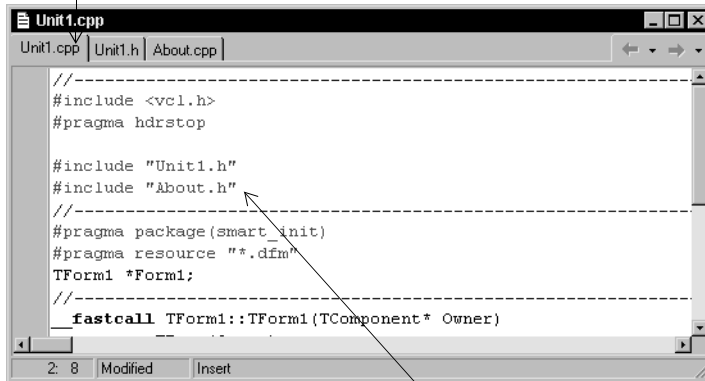 Unit1.cpp
Unit1.cpp Unit1.h About.cpp
//----------------------------------------------------------------------
#include <vcl.h>
#pragma hdrstop
#include "Unit1.h"
#include "About.h"
//----------------------------------------------------------------------
#pragma package(smart_init)
#pragma resource "*.dfm"
TForm1 *Form1;
//----------------------------------------------------------------------
__fastcall TForm1::TForm1(TComponent* Owner)
2: 8 Modified Insert